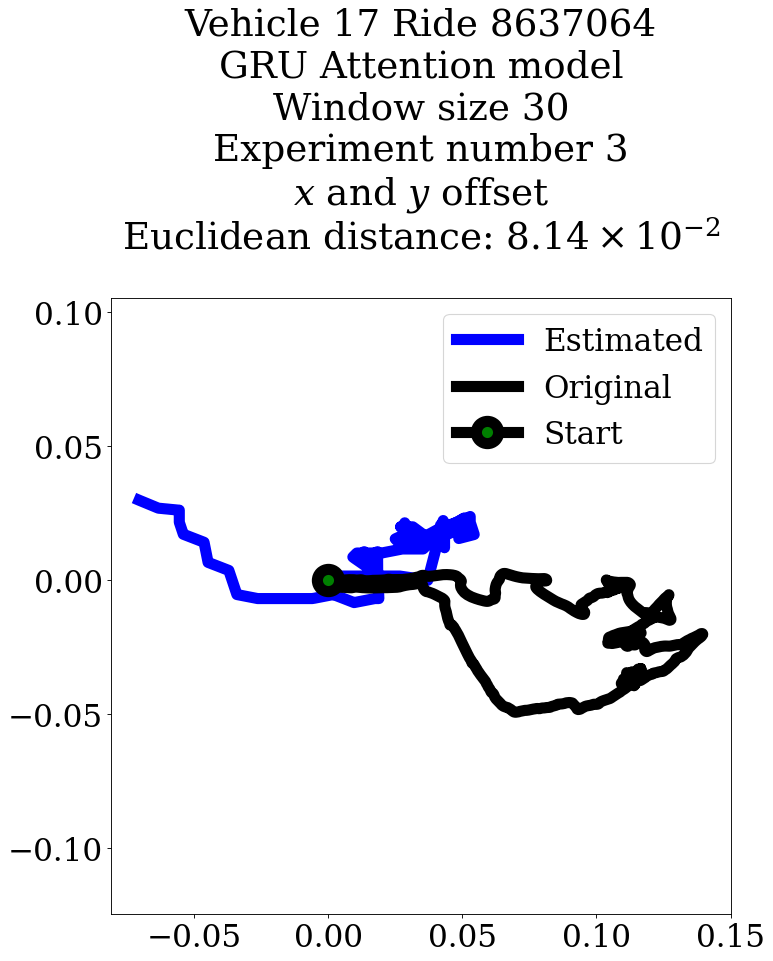 Vehicle 17 Ride 8637064
GRU Attention model
Window size 30
Experiment number 3
x and y offset
Euclidean distance: 8.14 × 10⁻²
0.10
0.05
0.00
−0.05
−0.10
Estimated
Original
Start
−0.05 0.00 0.05 0.10 0.15